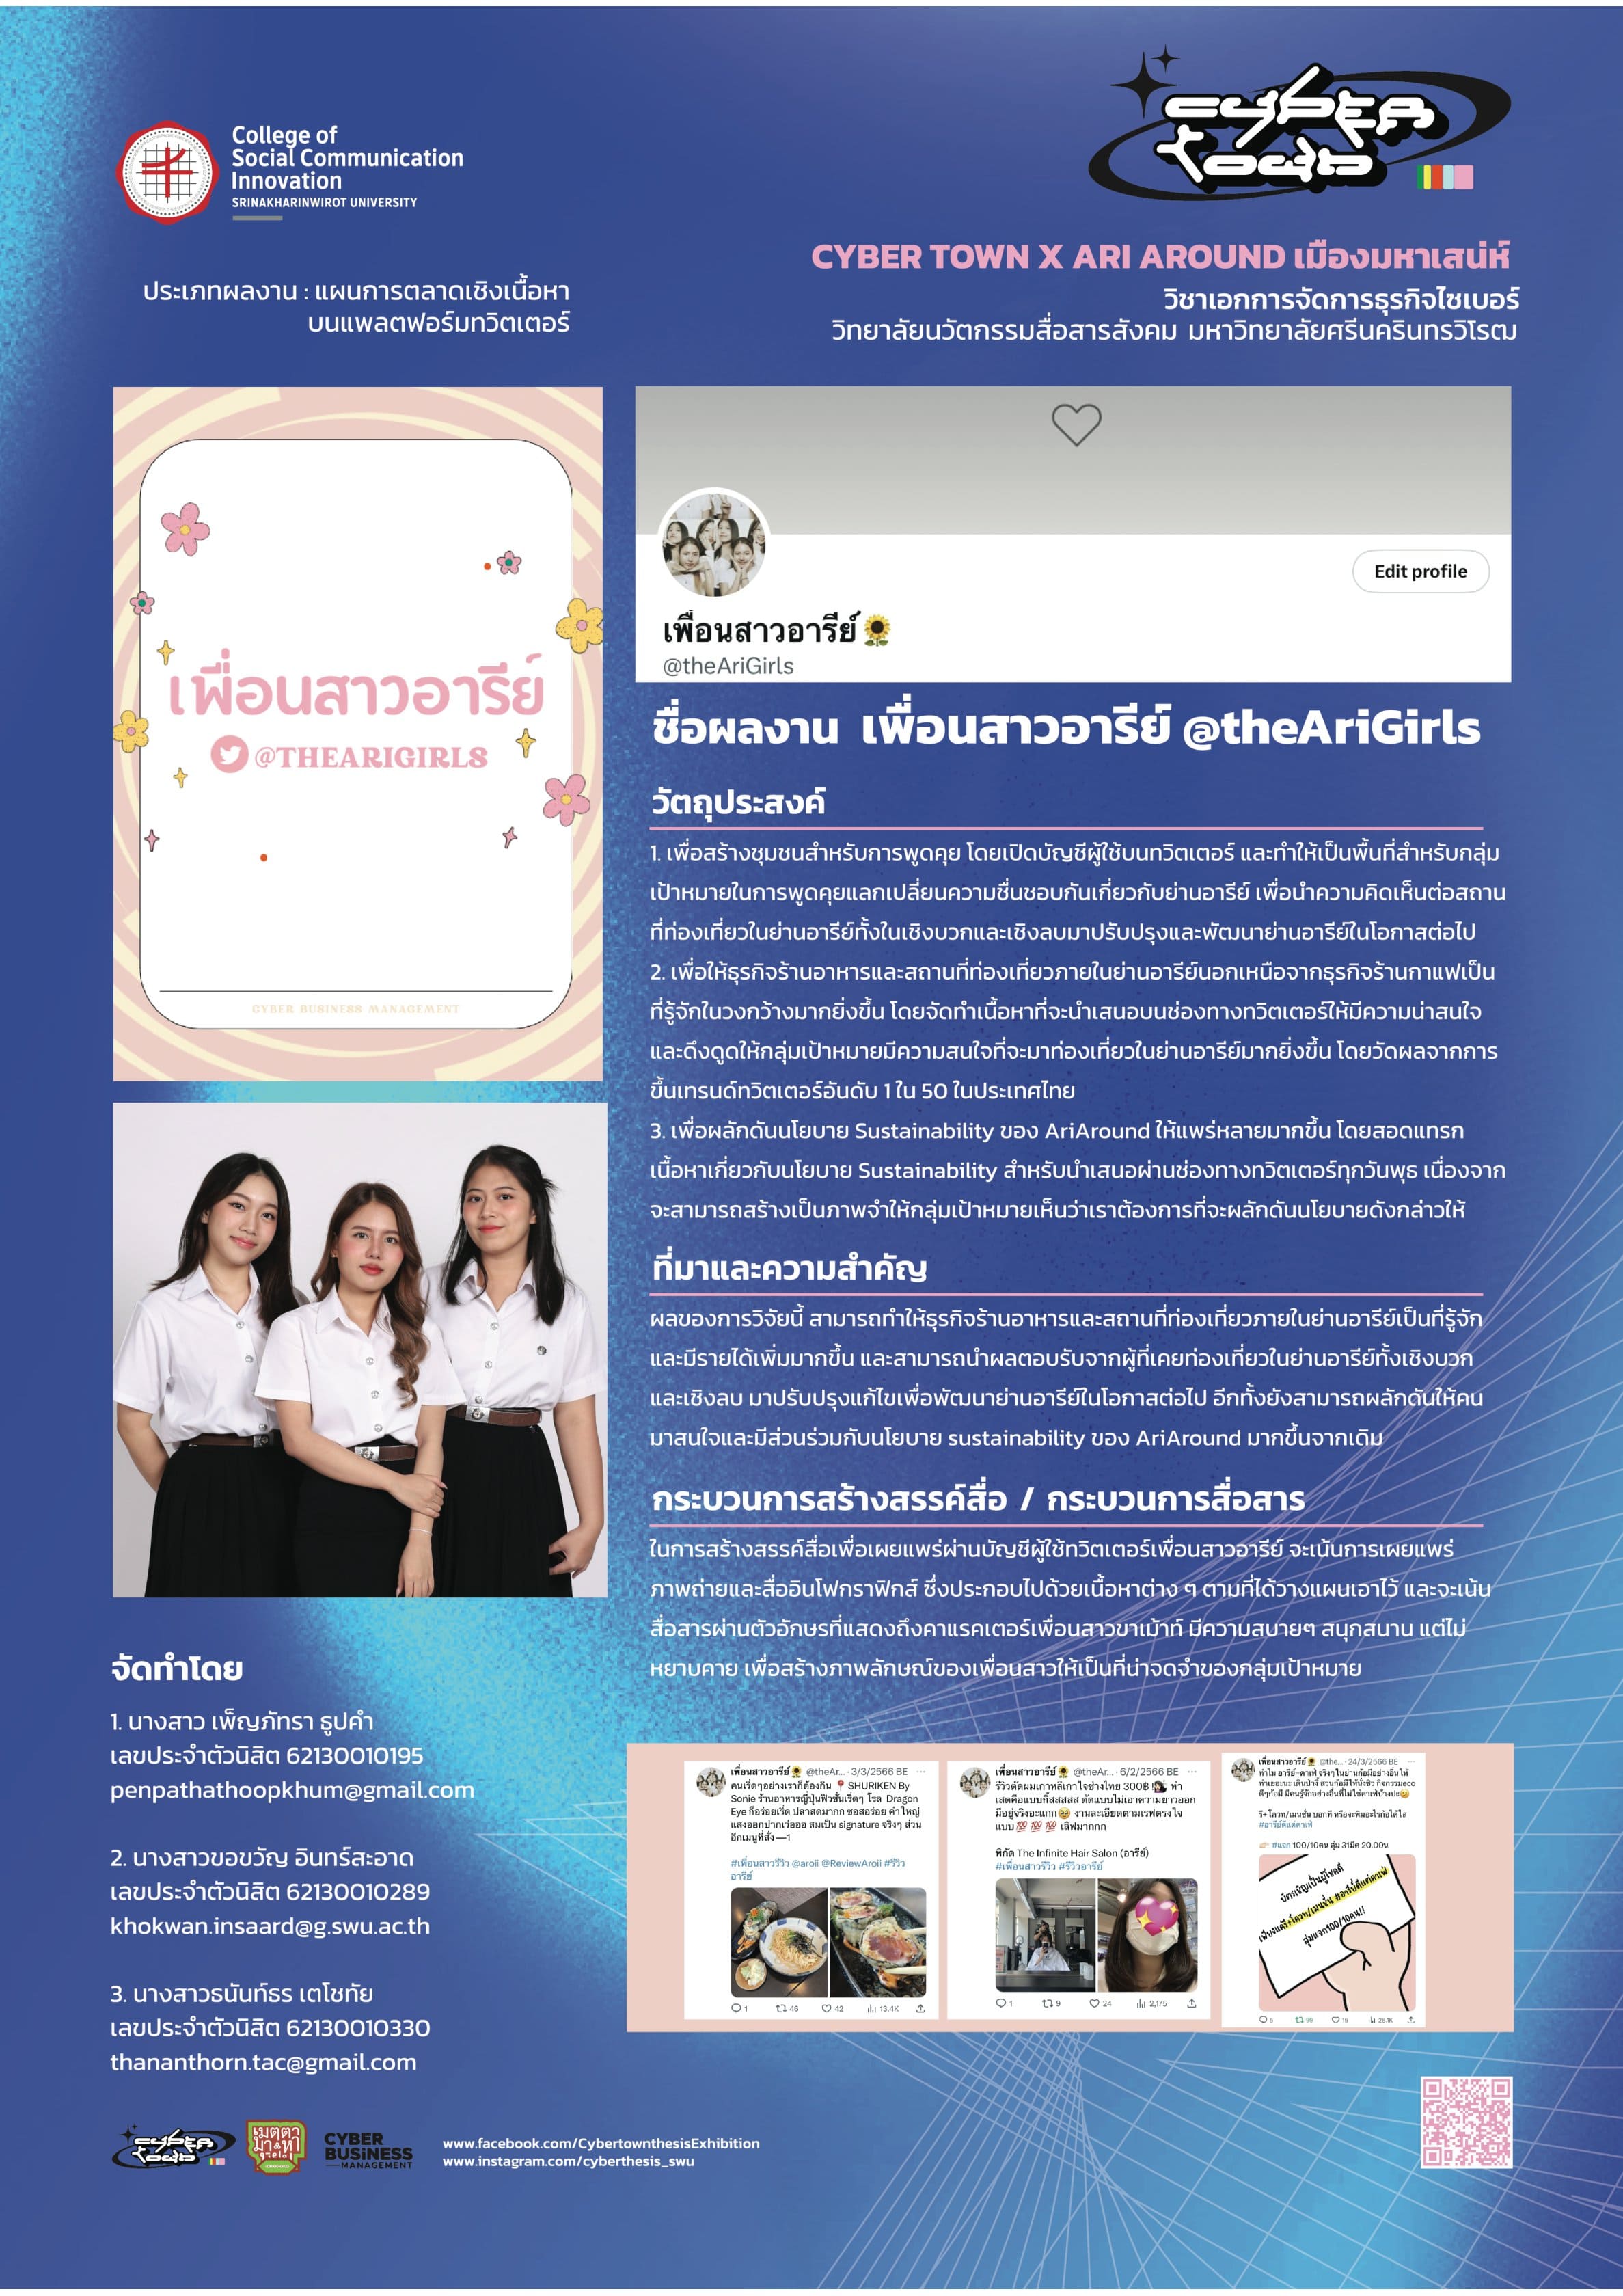 College of
Social Communication
Innovation
SRINAKHARINWIROT UNIVERSITY
CYBER
TOWN
CYBER TOWN X ARI AROUND เมืองมหาเสน่ห์
วิชาเอกการจัดการธุรกิจไซเบอร์
วิทยาลัยนวัตกรรมสื่อสารสังคม มหาวิทยาลัยศรีนครินทรวิโรฒ
ประเภทผลงาน : แผนการตลาดเชิงเนื้อหา
บนแพลตฟอร์มทวิตเตอร์
เพื่อนสาวอารีย์
@THEARIGIRLS
CYBER BUSINESS MANAGEMENT
Edit profile
เพื่อนสาวอารีย์🌻
@theAriGirls
ชื่อผลงาน เพื่อนสาวอารีย์ @theAriGirls
วัตถุประสงค์
1. เพื่อสร้างชุมชนสำหรับการพูดคุย โดยเปิดบัญชีผู้ใช้บนทวิตเตอร์ และทำให้เป็นพื้นที่สำหรับกลุ่ม
เป้าหมายในการพูดคุยแลกเปลี่ยนความชื่นชอบกันเกี่ยวกับย่านอารีย์ เพื่อนำความคิดเห็นต่อสถาน
ที่ท่องเที่ยวในย่านอารีย์ทั้งในเชิงบวกและเชิงลบมาปรับปรุงและพัฒนาย่านอารีย์ในโอกาสต่อไป
2. เพื่อให้ธุรกิจร้านอาหารและสถานที่ท่องเที่ยวภายในย่านอารีย์นอกเหนือจากธุรกิจร้านกาแฟเป็น
ที่รู้จักในวงกว้างมากยิ่งขึ้น โดยจัดทำเนื้อหาที่จะนำเสนอบนช่องทางทวิตเตอร์ให้มีความน่าสนใจ
และดึงดูดให้กลุ่มเป้าหมายมีความสนใจที่จะมาท่องเที่ยวในย่านอารีย์มากยิ่งขึ้น โดยวัดผลจากการ
ขึ้นเทรนด์ทวิตเตอร์อันดับ 1 ใน 50 ในประเทศไทย
3. เพื่อผลักดันนโยบาย Sustainability ของ AriAround ให้แพร่หลายมากขึ้น โดยสอดแทรก
เนื้อหาเกี่ยวกับนโยบาย Sustainability สำหรับนำเสนอผ่านช่องทางทวิตเตอร์ทุกวันพุธ เนื่องจาก
จะสามารถสร้างเป็นภาพจำให้กลุ่มเป้าหมายเห็นว่าเราต้องการที่จะผลักดันนโยบายดังกล่าวให้
ที่มาและความสำคัญ
ผลของการวิจัยนี้ สามารถทำให้ธุรกิจร้านอาหารและสถานที่ท่องเที่ยวภายในย่านอารีย์เป็นที่รู้จัก
และมีรายได้เพิ่มมากขึ้น และสามารถนำผลตอบรับจากผู้ที่เคยท่องเที่ยวในย่านอารีย์ทั้งเชิงบวก
และเชิงลบ มาปรับปรุงแก้ไขเพื่อพัฒนาย่านอารีย์ในโอกาสต่อไป อีกทั้งยังสามารถผลักดันให้คน
มาสนใจและมีส่วนร่วมกับนโยบาย sustainability ของ AriAround มากขึ้นจากเดิม
กระบวนการสร้างสรรค์สื่อ / กระบวนการสื่อสาร
ในการสร้างสรรค์สื่อเพื่อเผยแพร่ผ่านบัญชีผู้ใช้ทวิตเตอร์เพื่อนสาวอารีย์ จะเน้นการเผยแพร่
ภาพถ่ายและสื่ออินโฟกราฟิกส์ ซึ่งประกอบไปด้วยเนื้อหาต่าง ๆ ตามที่ได้วางแผนเอาไว้ และจะเน้น
สื่อสารผ่านตัวอักษรที่แสดงถึงคาแรคเตอร์เพื่อนสาวขาเม้าท์ มีความสบายๆ สนุกสนาน แต่ไม่
หยาบคาย เพื่อสร้างภาพลักษณ์ของเพื่อนสาวให้เป็นที่น่าจดจำของกลุ่มเป้าหมาย
จัดทำโดย
1. นางสาว เพ็ญภัทรา ธูปคำ
เลขประจำตัวนิสิต 62130010195
penpathathoopkhum@gmail.com
2. นางสาวขอขวัญ อินทร์สะอาด
เลขประจำตัวนิสิต 62130010289
khokwan.insaard@g.swu.ac.th
3. นางสาวธนันท์ธร เตโชทัย
เลขประจำตัวนิสิต 62130010330
thananthorn.tac@gmail.com
เพื่อนสาวอารีย์🌻 @theAr... · 3/3/2566 BE ···
คนเริ่ดๆอย่างเราก็ต้องกิน 📍 SHURIKEN By
Sonie ร้านอาหารญี่ปุ่นฟิวชั่นเริ่ดๆ โรล Dragon
Eye ก็อร่อยเริ่ด ปลาสดมากก ซอสอร่อย คำใหญ่
แสงออกปากเว่อออ สมเป็น signature จริงๆ ส่วน
อีกเมนูที่สั่ง —1
#เพื่อนสาวรีวิว @aroii @ReviewAroii #รีวิว
อารีย์
1 46 42 13.4K
เพื่อนสาวอารีย์🌻 @theAr... · 6/2/2566 BE ···
รีวิวตัดผมเกาหลีเกาใจช่างไทย 300฿ ! ทำ
เสตคือแบบกิ้สสสสสส ตัดแบบไม่เอาความยาวออก
มีอยู่จริงอะแกก🥹 งานละเอียดตามเรฟตรงใจ
แบบ 💯 💯 💯 เลิฟมากกก
พิกัด The Infinite Hair Salon (อารีย์)
#เพื่อนสาวรีวิว #รีวิวอารีย์
1 9 24 2,175
เพื่อนสาวอารีย์🌻 @the... · 24/3/2566 BE ···
#อารีย์ดีแต่คาเฟ่
#แจก 100/10คน สุ่ม 31มีค 20.00น
บัตรเชิญเป็นผู้โชคดี
สุ่มแจก100/10คน!!
5 99 15 28.1K
CYBER
TOWN
CYBER
BUSINESS
MANAGEMENT
www.facebook.com/CybertownthesisExhibition
www.instagram.com/cyberthesis_swu